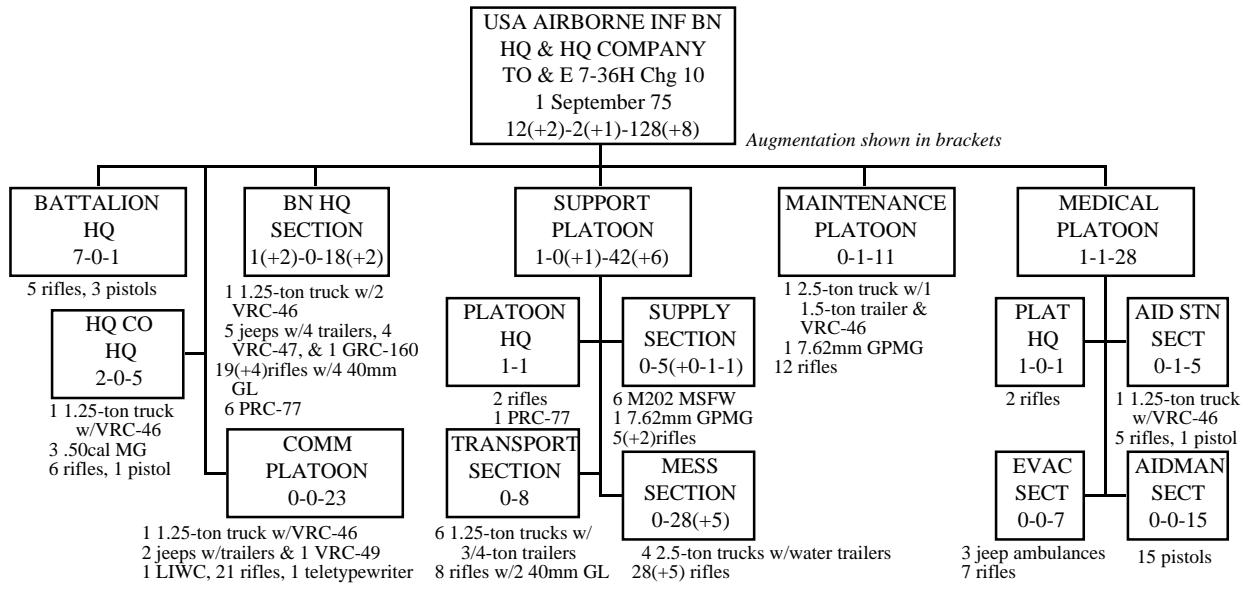 USA AIRBORNE INF BN
HQ & HQ COMPANY
TO & E 7-36H Chg 10
1 September 75
12(+2)-2(+1)-128(+8)
Augmentation shown in brackets
BATTALION
HQ
7-0-1
5 rifles, 3 pistols
HQ CO
HQ
2-0-5
1 1.25-ton truck
w/VRC-46
3 .50cal MG
6 rifles, 1 pistol
BN HQ
SECTION
1(+2)-0-18(+2)
1 1.25-ton truck w/2
VRC-46
5 jeeps w/4 trailers, 4
VRC-47, & 1 GRC-160
19(+4)rifles w/4 40mm
GL
6 PRC-77
COMM
PLATOON
0-0-23
1 1.25-ton truck w/VRC-46
2 jeeps w/trailers & 1 VRC-49
1 LIWC, 21 rifles, 1 teletypewriter
SUPPORT
PLATOON
1-0(+1)-42(+6)
PLATOON
HQ
1-1
2 rifles
1 PRC-77
SUPPLY
SECTION
0-5(+0-1-1)
6 M202 MSFW
1 7.62mm GPMG
5(+2)rifles
TRANSPORT
SECTION
0-8
6 1.25-ton trucks w/
3/4-ton trailers
8 rifles w/2 40mm GL
MESS
SECTION
0-28(+5)
4 2.5-ton trucks w/water trailers
28(+5) rifles
MAINTENANCE
PLATOON
0-1-11
1 2.5-ton truck w/1
1.5-ton trailer &
VRC-46
1 7.62mm GPMG
12 rifles
MEDICAL
PLATOON
1-1-28
PLAT
HQ
1-0-1
2 rifles
AID STN
SECT
0-1-5
1 1.25-ton truck
w/VRC-46
5 rifles, 1 pistol
EVAC
SECT
0-0-7
3 jeep ambulances
7 rifles
AIDMAN
SECT
0-0-15
15 pistols